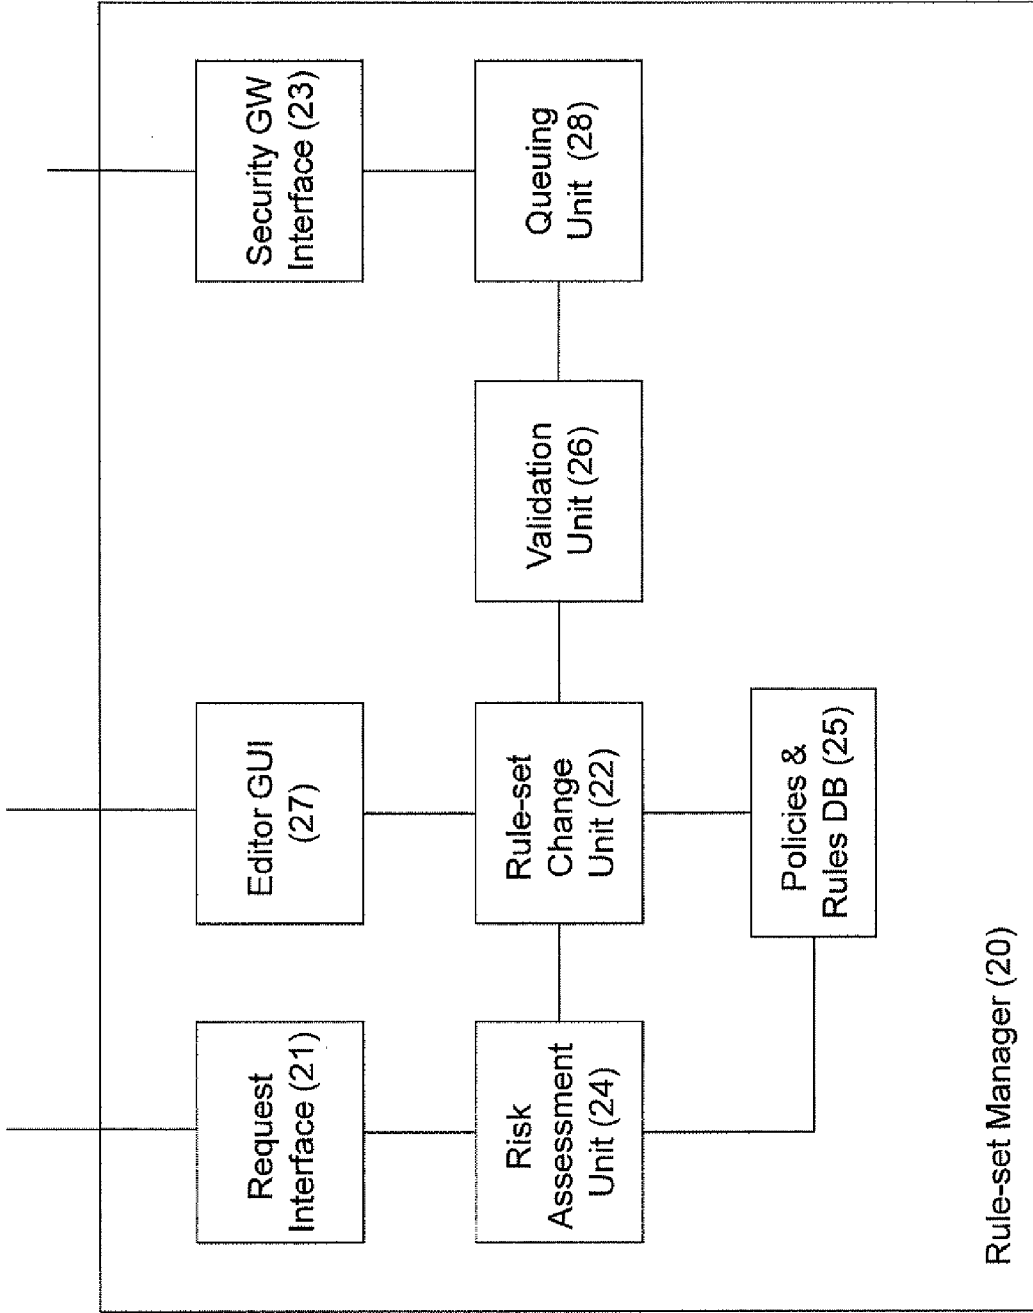 Request
Interface (21)
Editor GUI
(27)
Security GW
Interface (23)
Risk
Assessment
Unit (24)
Rule-set
Change
Unit (22)
Validation
Unit (26)
Queuing
Unit (28)
Policies &
Rules DB (25)
Rule-set Manager (20)